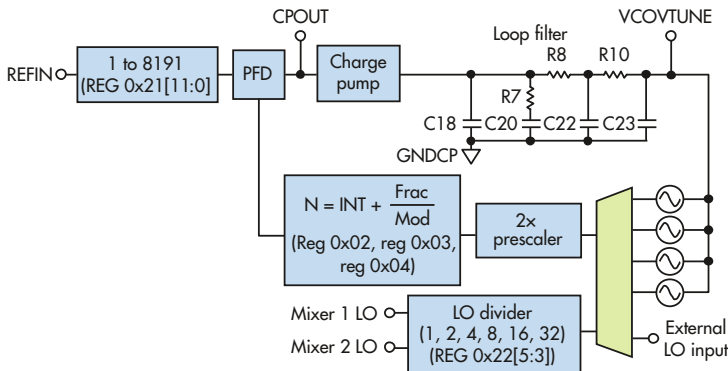 CPOUT
VCOVTUNE
Loop filter
REFIN
1 to 8191
(REG 0x21[11:0]
PFD
Charge
pump
R8
R10
R7
C18
C20
C22
C23
GNDCP
N = INT + Frac/Mod
(Reg 0x02, reg 0x03,
reg 0x04)
2x
prescaler
Mixer 1 LO
Mixer 2 LO
LO divider
(1, 2, 4, 8, 16, 32)
(REG 0x22[5:3])
External
LO input